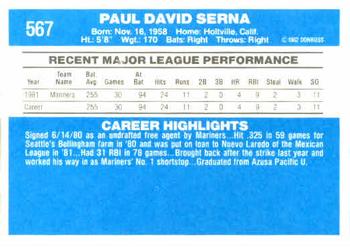 567
PAUL DAVID SERNA
Born: Nov. 16, 1958 Home: Holtville, Calif.
Ht.: 5'8" Wgt.: 170 Bats: Right Throws: Right
© 1982 DONRUSS
RECENT MAJOR LEAGUE PERFORMANCE
Year Team Name Bat Avg Games At Bat Hits Runs 2B 3B HR RBI Steal Walk SO
1981 Mariners .255 30 94 24 11 2 0 4 9 2 3 11
Career .255 30 94 24 11 2 0 4 9 2 3 11
CAREER HIGHLIGHTS
Signed 6/14/80 as an undrafted free agent by Mariners...Hit .325 in 59 games for
Seattle's Bellingham farm in '80 and was put on loan to Nuevo Laredo of the Mexican
League in '81...Had 31 RBI in 78 games...Brought back after the strike last year and
worked his way in as Mariners' No. 1 shortstop...Graduated from Azusa Pacific U.